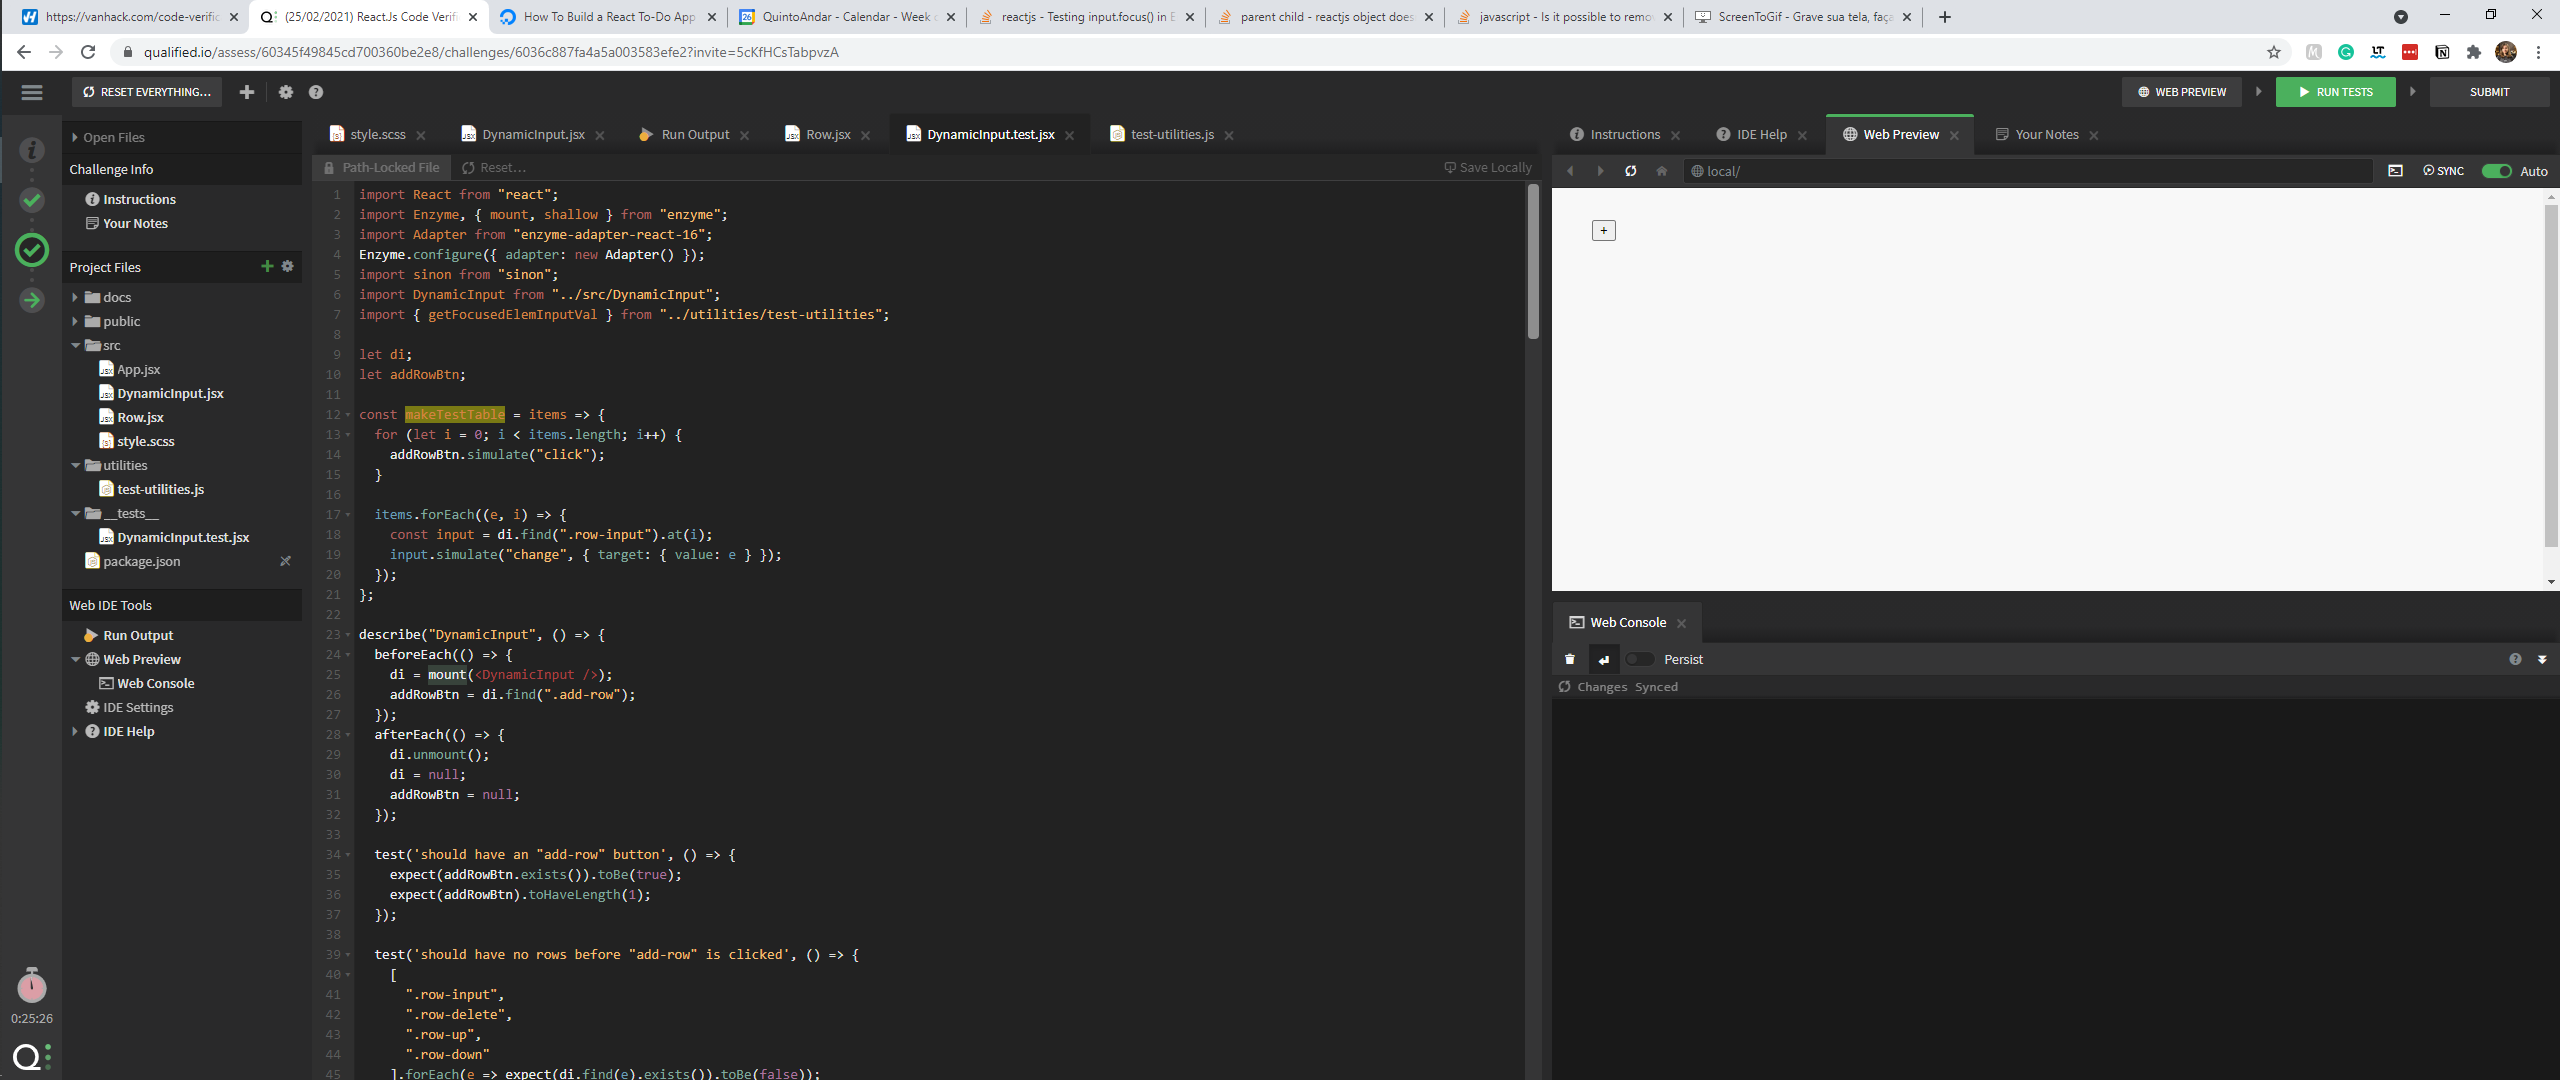 https://vanhack.com/code-verific
(25/02/2021) React.Js Code Verifi
How To Build a React To-Do App
QuintoAndar - Calendar - Week o
reactjs - Testing input.focus() in E
parent child - reactjs object does
javascript - Is it possible to remo
ScreenToGif - Grave sua tela, faça
qualified.io/assess/60345f49845cd700360be2e8/challenges/6036c887fa4a5a003583efe2?invite=5cKfHCsTabpvzA
RESET EVERYTHING...
WEB PREVIEW
RUN TESTS
SUBMIT
Open Files
Challenge Info
Instructions
Your Notes
Project Files
docs
public
src
App.jsx
DynamicInput.jsx
Row.jsx
style.scss
utilities
test-utilities.js
__tests__
DynamicInput.test.jsx
package.json
Web IDE Tools
Run Output
Web Preview
Web Console
IDE Settings
IDE Help
0:25:26
style.scss
DynamicInput.jsx
Run Output
Row.jsx
DynamicInput.test.jsx
test-utilities.js
Path-Locked File
Reset...
Save Locally
1 import React from "react";
2 import Enzyme, { mount, shallow } from "enzyme";
3 import Adapter from "enzyme-adapter-react-16";
4 Enzyme.configure({ adapter: new Adapter() });
5 import sinon from "sinon";
6 import DynamicInput from "../src/DynamicInput";
7 import { getFocusedElemInputVal } from "../utilities/test-utilities";
8
9 let di;
10 let addRowBtn;
11
12 const makeTestTable = items => {
13 for (let i = 0; i < items.length; i++) {
14 addRowBtn.simulate("click");
15 }
16
17 items.forEach((e, i) => {
18 const input = di.find(".row-input").at(i);
19 input.simulate("change", { target: { value: e } });
20 });
21 };
22
23 describe("DynamicInput", () => {
24 beforeEach(() => {
25 di = mount(<DynamicInput />);
26 addRowBtn = di.find(".add-row");
27 });
28 afterEach(() => {
29 di.unmount();
30 di = null;
31 addRowBtn = null;
32 });
33
34 test('should have an "add-row" button', () => {
35 expect(addRowBtn.exists()).toBe(true);
36 expect(addRowBtn).toHaveLength(1);
37 });
38
39 test('should have no rows before "add-row" is clicked', () => {
40 [
41 ".row-input",
42 ".row-delete",
43 ".row-up",
44 ".row-down"
45 ].forEach(e => expect(di.find(e).exists()).toBe(false));
Instructions
IDE Help
Web Preview
Your Notes
local/
SYNC
Auto
+
Web Console
Persist
Changes Synced